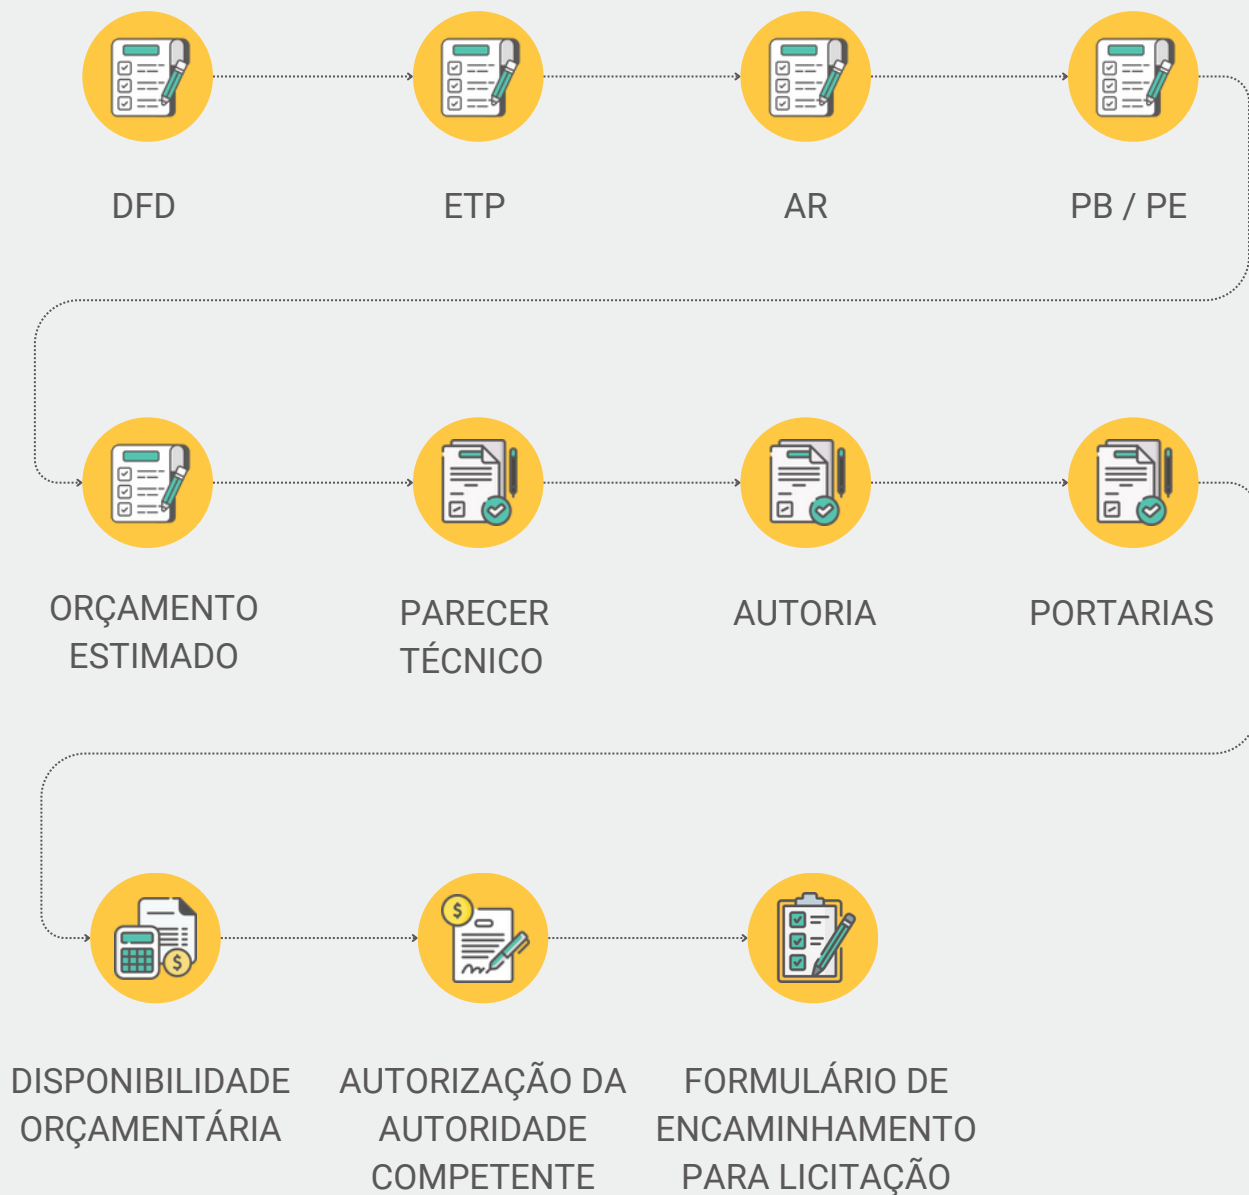 DFD
ETP
AR
PB / PE
ORÇAMENTO
ESTIMADO
PARECER
TÉCNICO
AUTORIA
PORTARIAS
DISPONIBILIDADE
ORÇAMENTÁRIA
AUTORIZAÇÃO DA
AUTORIDADE
COMPETENTE
FORMULÁRIO DE
ENCAMINHAMENTO
PARA LICITAÇÃO